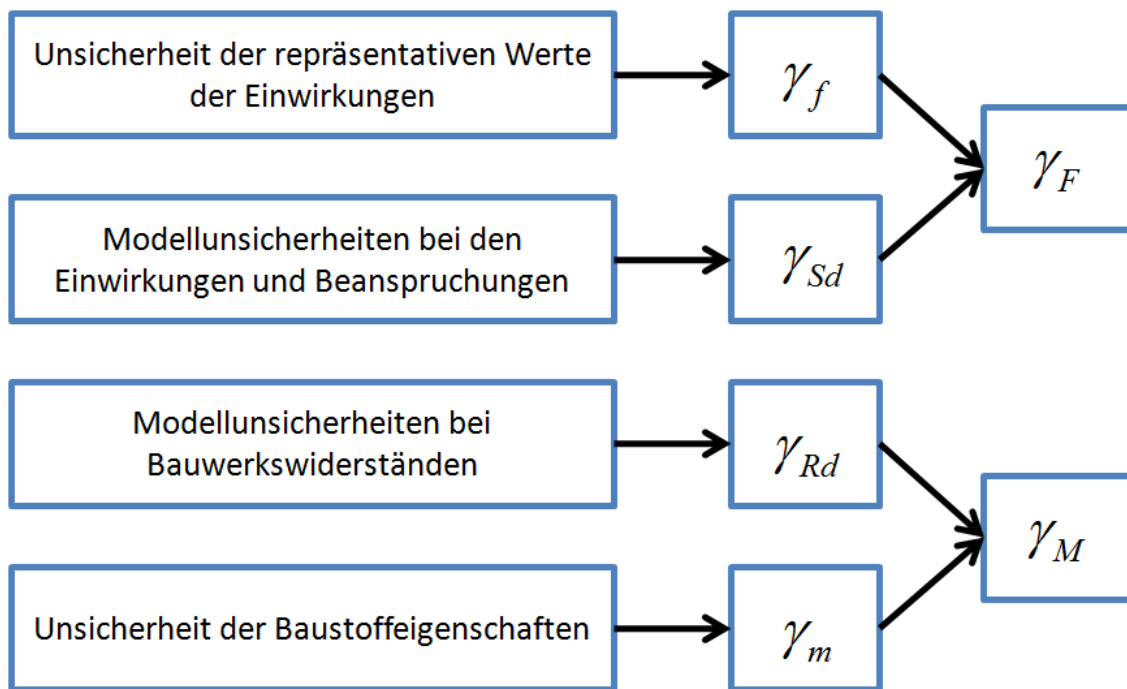 Unsicherheit der repräsentativen Werte
der Einwirkungen
γf
γF
Modellunsicherheiten bei den
Einwirkungen und Beanspruchungen
γSd
Modellunsicherheiten bei
Bauwerkswiderständen
γRd
γM
Unsicherheit der Baustoffeigenschaften
γm